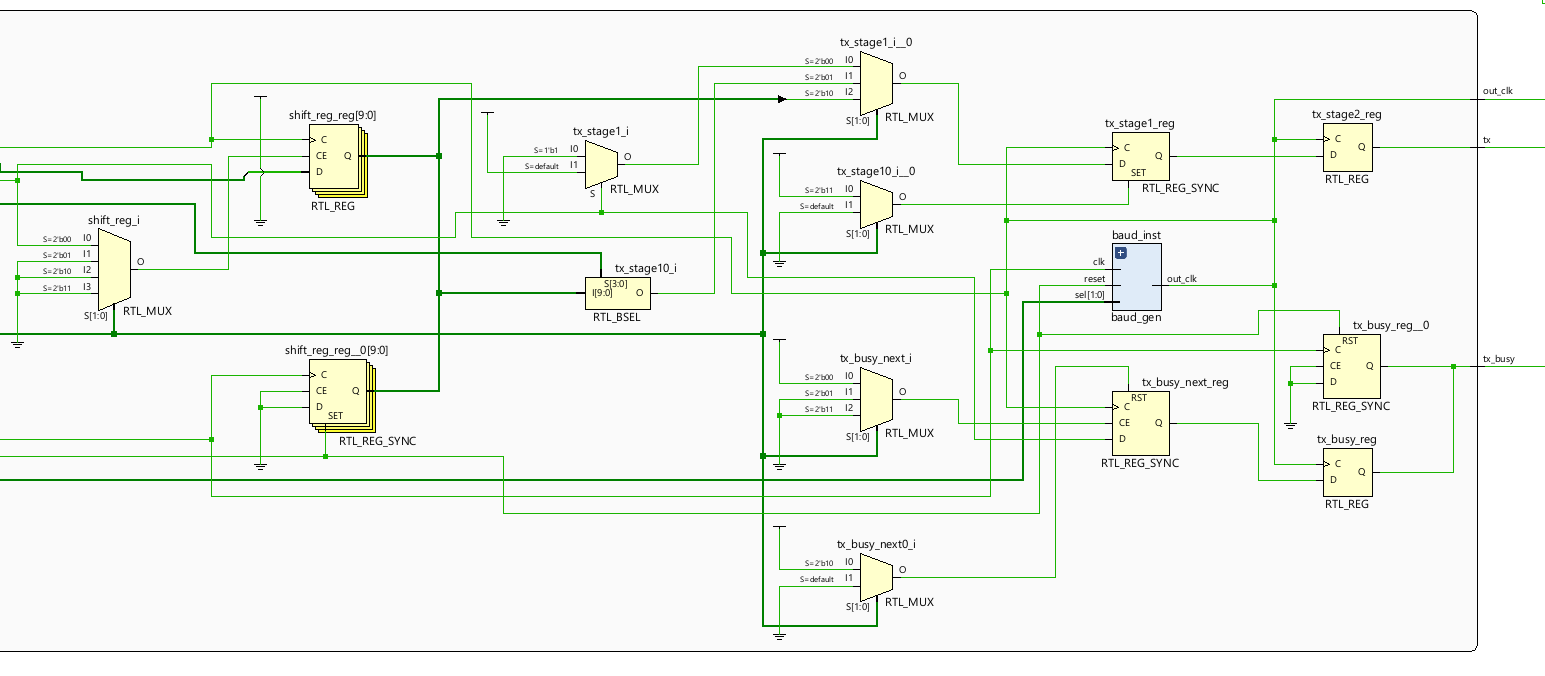 tx_stage1_i__0
S=2'b00 I0
S=2'b01 I1 O
S=2'b10 I2
S[1:0] RTL_MUX
out_clk
shift_reg_reg[9:0]
C
CE Q
D
RTL_REG
tx_stage1_i
S=1'b1 I0
S=default I1 O
S RTL_MUX
tx_stage1_reg
C
D Q
SET
RTL_REG_SYNC
tx_stage2_reg
C
D Q
RTL_REG
tx
tx_stage10_i__0
S=2'b11 I0
S=default I1 O
S[1:0] RTL_MUX
shift_reg_i
S=2'b00 I0
S=2'b01 I1
S=2'b10 I2 O
S=2'b11 I3
S[1:0] RTL_MUX
tx_stage10_i
S[3:0]
I[9:0] O
RTL_BSEL
baud_inst
clk
reset out_clk
sel[1:0]
baud_gen
shift_reg_reg__0[9:0]
C
CE Q
D
SET
RTL_REG_SYNC
tx_busy_next_i
S=2'b00 I0
S=2'b01 I1 O
S=2'b11 I2
S[1:0] RTL_MUX
tx_busy_next_reg
RST
C
CE Q
D
RTL_REG_SYNC
tx_busy_reg__0
RST
C
CE Q
D
RTL_REG_SYNC
tx_busy
tx_busy_reg
C
D Q
RTL_REG
tx_busy_next0_i
S=2'b10 I0
S=default I1 O
S[1:0] RTL_MUX